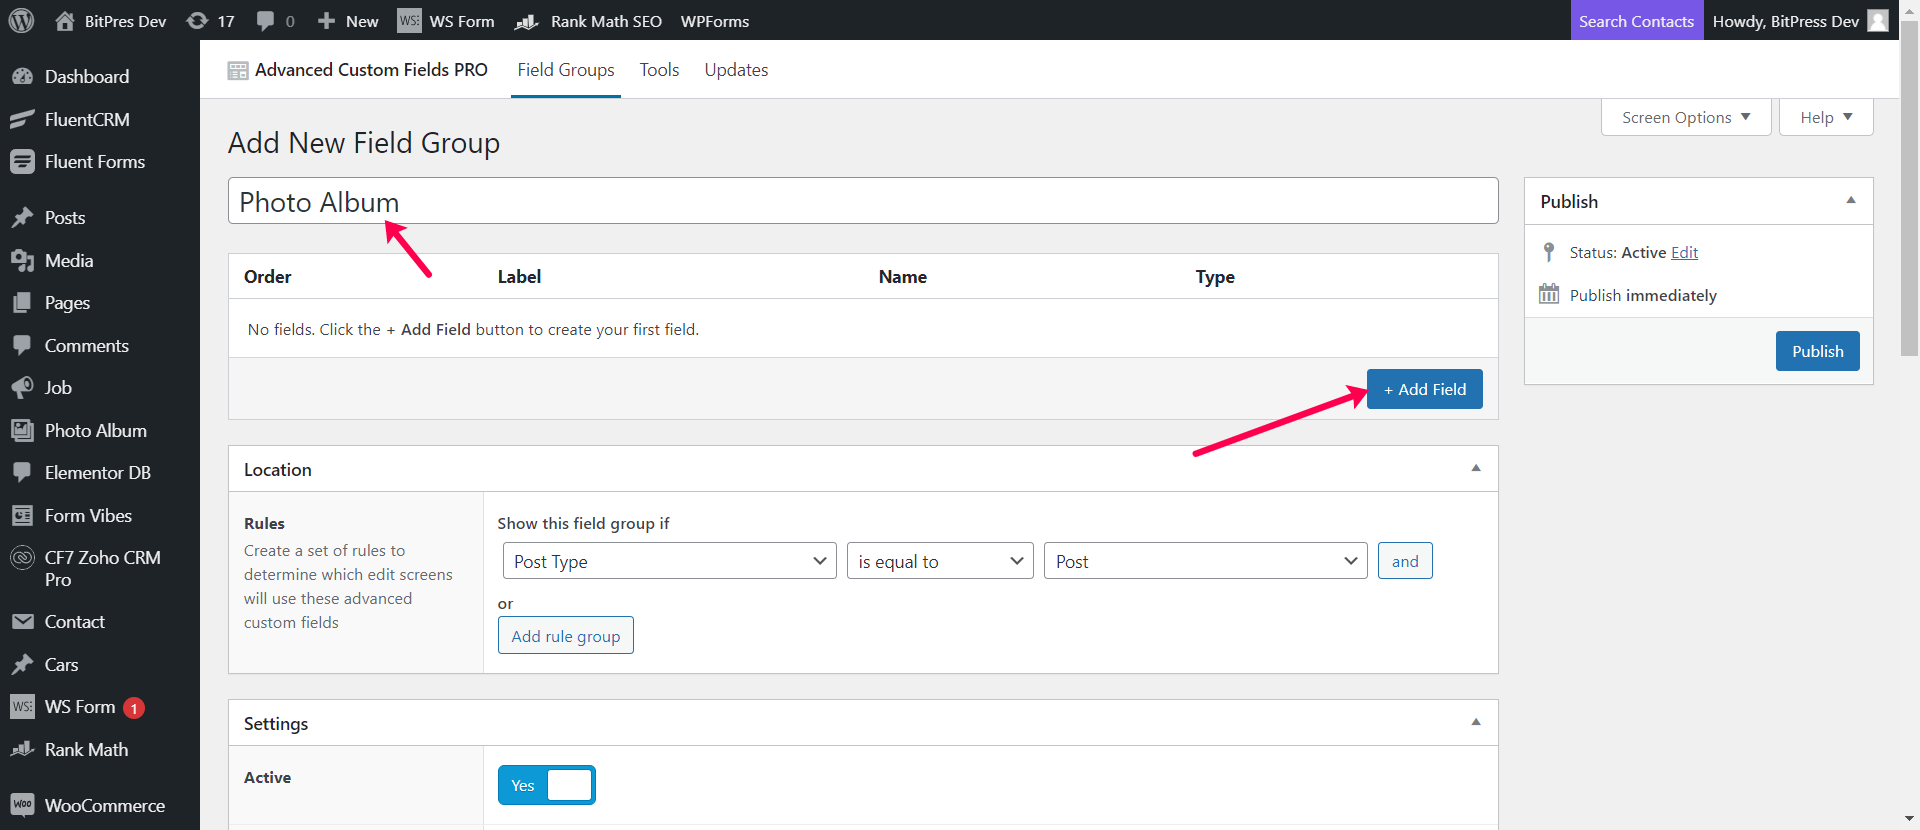 BitPres Dev 17 0 New WS Form Rank Math SEO WPForms Search Contacts Howdy, BitPress Dev
Dashboard
FluentCRM
Fluent Forms
Posts
Media
Pages
Comments
Job
Photo Album
Elementor DB
Form Vibes
CF7 Zoho CRM
Pro
Contact
Cars
WS Form 1
Rank Math
WooCommerce
Advanced Custom Fields PRO Field Groups Tools Updates
Screen Options Help
Add New Field Group
Photo Album
Order Label Name Type
No fields. Click the + Add Field button to create your first field.
+ Add Field
Location
Rules
Create a set of rules to
determine which edit screens
will use these advanced
custom fields
Show this field group if
Post Type is equal to Post and
or
Add rule group
Settings
Active
Yes
Publish
Status: Active Edit
Publish immediately
Publish